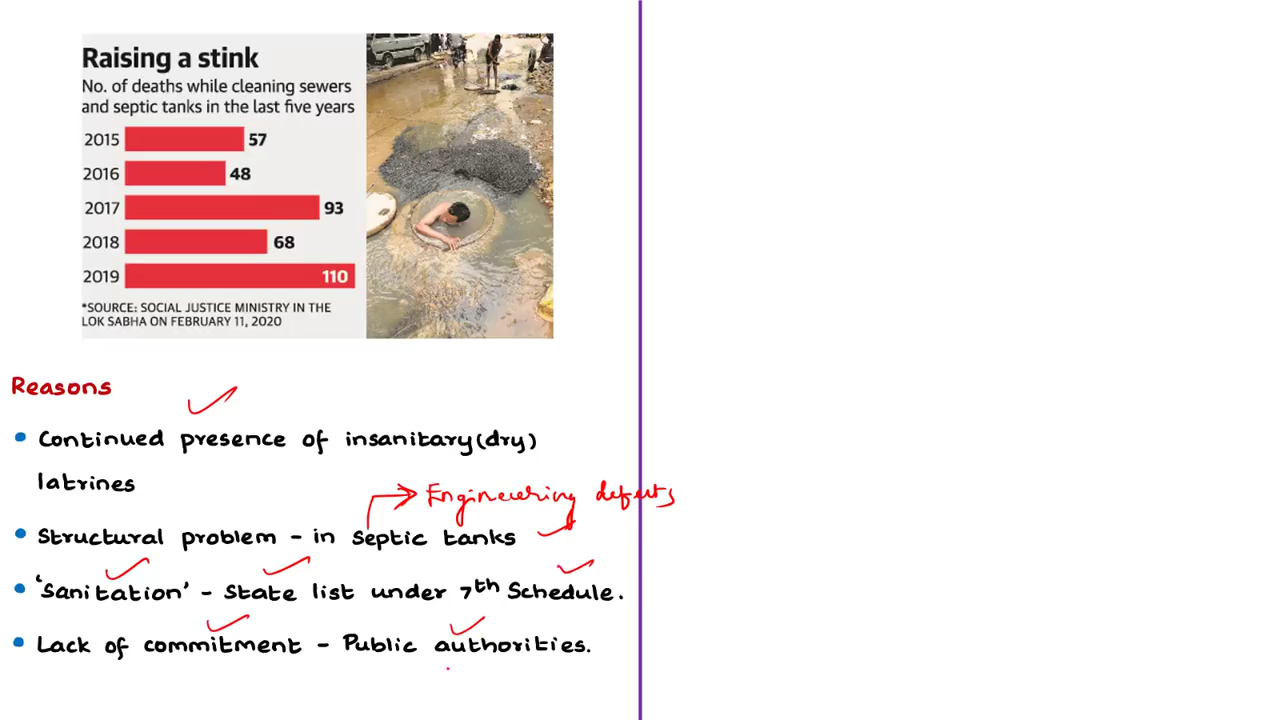 Raising a stink
No. of deaths while cleaning sewers
and septic tanks in the last five years
2015 57
2016 48
2017 93
2018 68
2019 110
*SOURCE: SOCIAL JUSTICE MINISTRY IN THE
LOK SABHA ON FEBRUARY 11, 2020
Reasons
• Continued presence of insanitary(dry)
latrines
Engineering defects
• Structural problem - in septic tanks
• 'Sanitation' - State list under 7th Schedule.
• Lack of commitment - Public authorities.